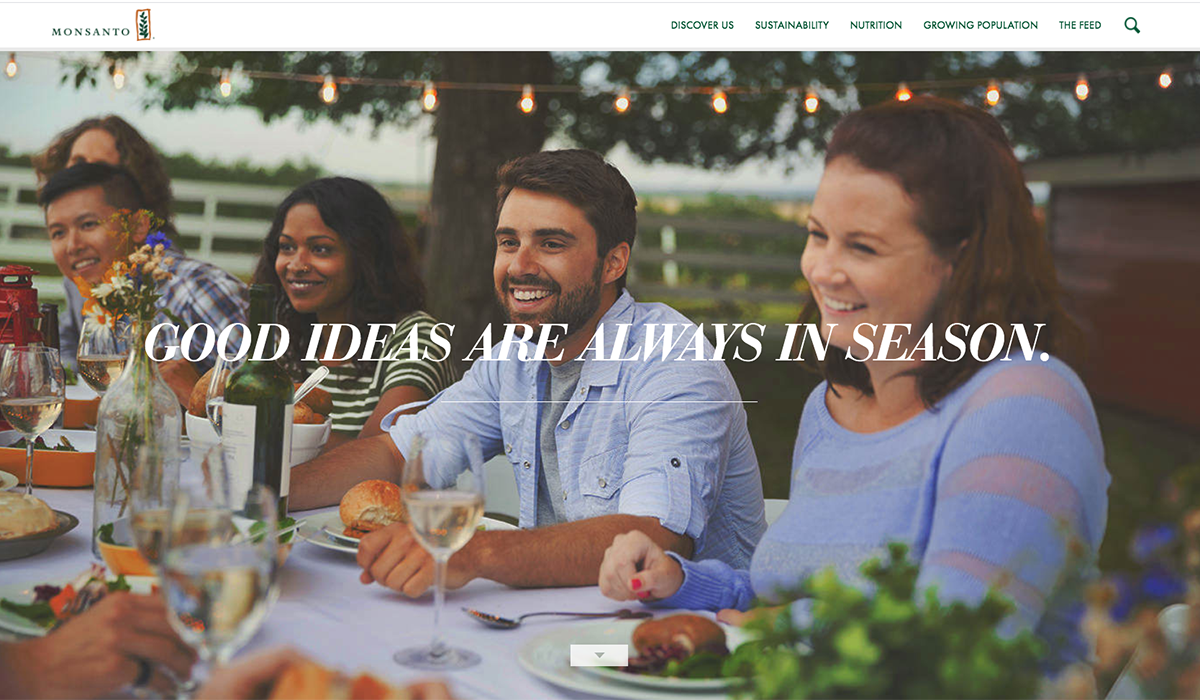 MONSANTO
DISCOVER US
SUSTAINABILITY
NUTRITION
GROWING POPULATION
THE FEED
GOOD IDEAS ARE ALWAYS IN SEASON.